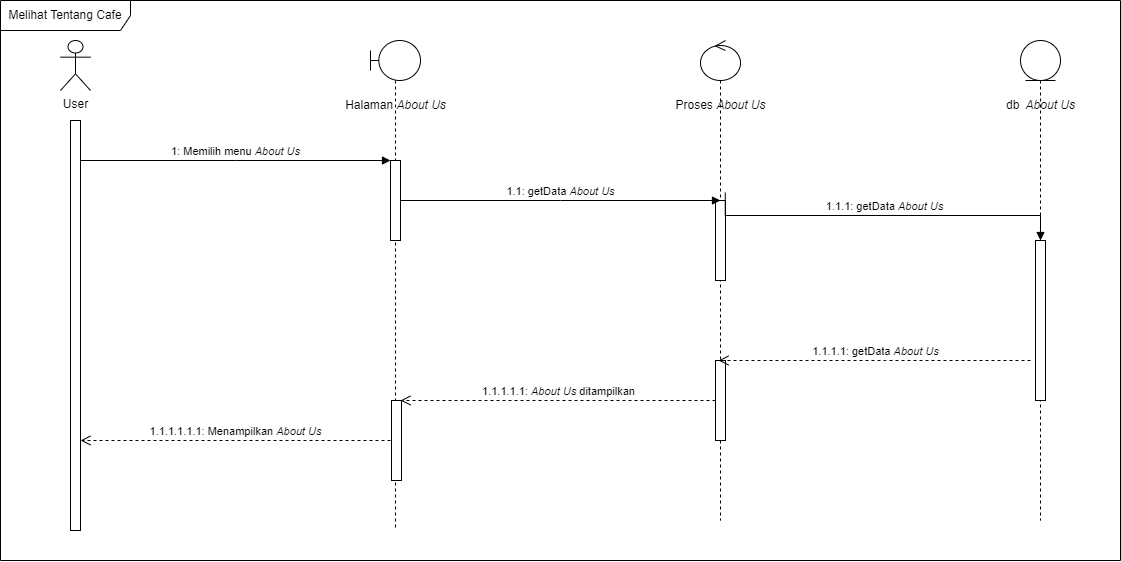 Melihat Tentang Cafe
User
Halaman About Us
Proses About Us
db About Us
1: Memilih menu About Us
1.1: getData About Us
1.1.1: getData About Us
1.1.1.1: getData About Us
1.1.1.1.1: About Us ditampilkan
1.1.1.1.1.1: Menampilkan About Us